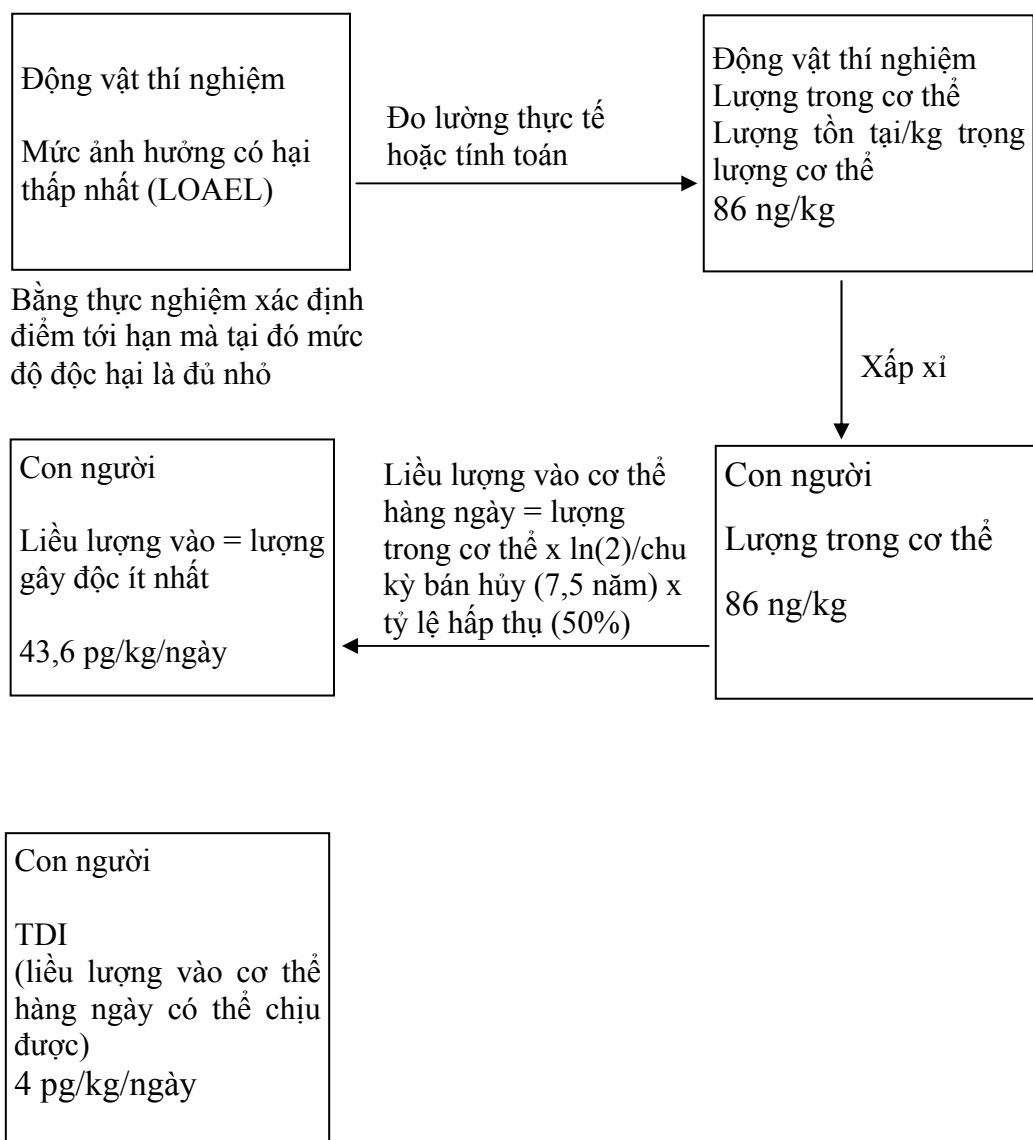 Động vật thí nghiệm
Mức ảnh hưởng có hại
thấp nhất (LOAEL)
Đo lường thực tế
hoặc tính toán
Động vật thí nghiệm
Lượng trong cơ thể
Lượng tồn tại/kg trọng
lượng cơ thể
86 ng/kg
Bằng thực nghiệm xác định
điểm tới hạn mà tại đó mức
độ độc hại là đủ nhỏ
Xấp xỉ
Con người
Lượng trong cơ thể
86 ng/kg
Liều lượng vào cơ thể
hàng ngày = lượng
trong cơ thể x ln(2)/chu
kỳ bán hủy (7,5 năm) x
tỷ lệ hấp thụ (50%)
Con người
Liều lượng vào = lượng
gây độc ít nhất
43,6 pg/kg/ngày
Con người
TDI
(liều lượng vào cơ thể
hàng ngày có thể chịu
được)
4 pg/kg/ngày